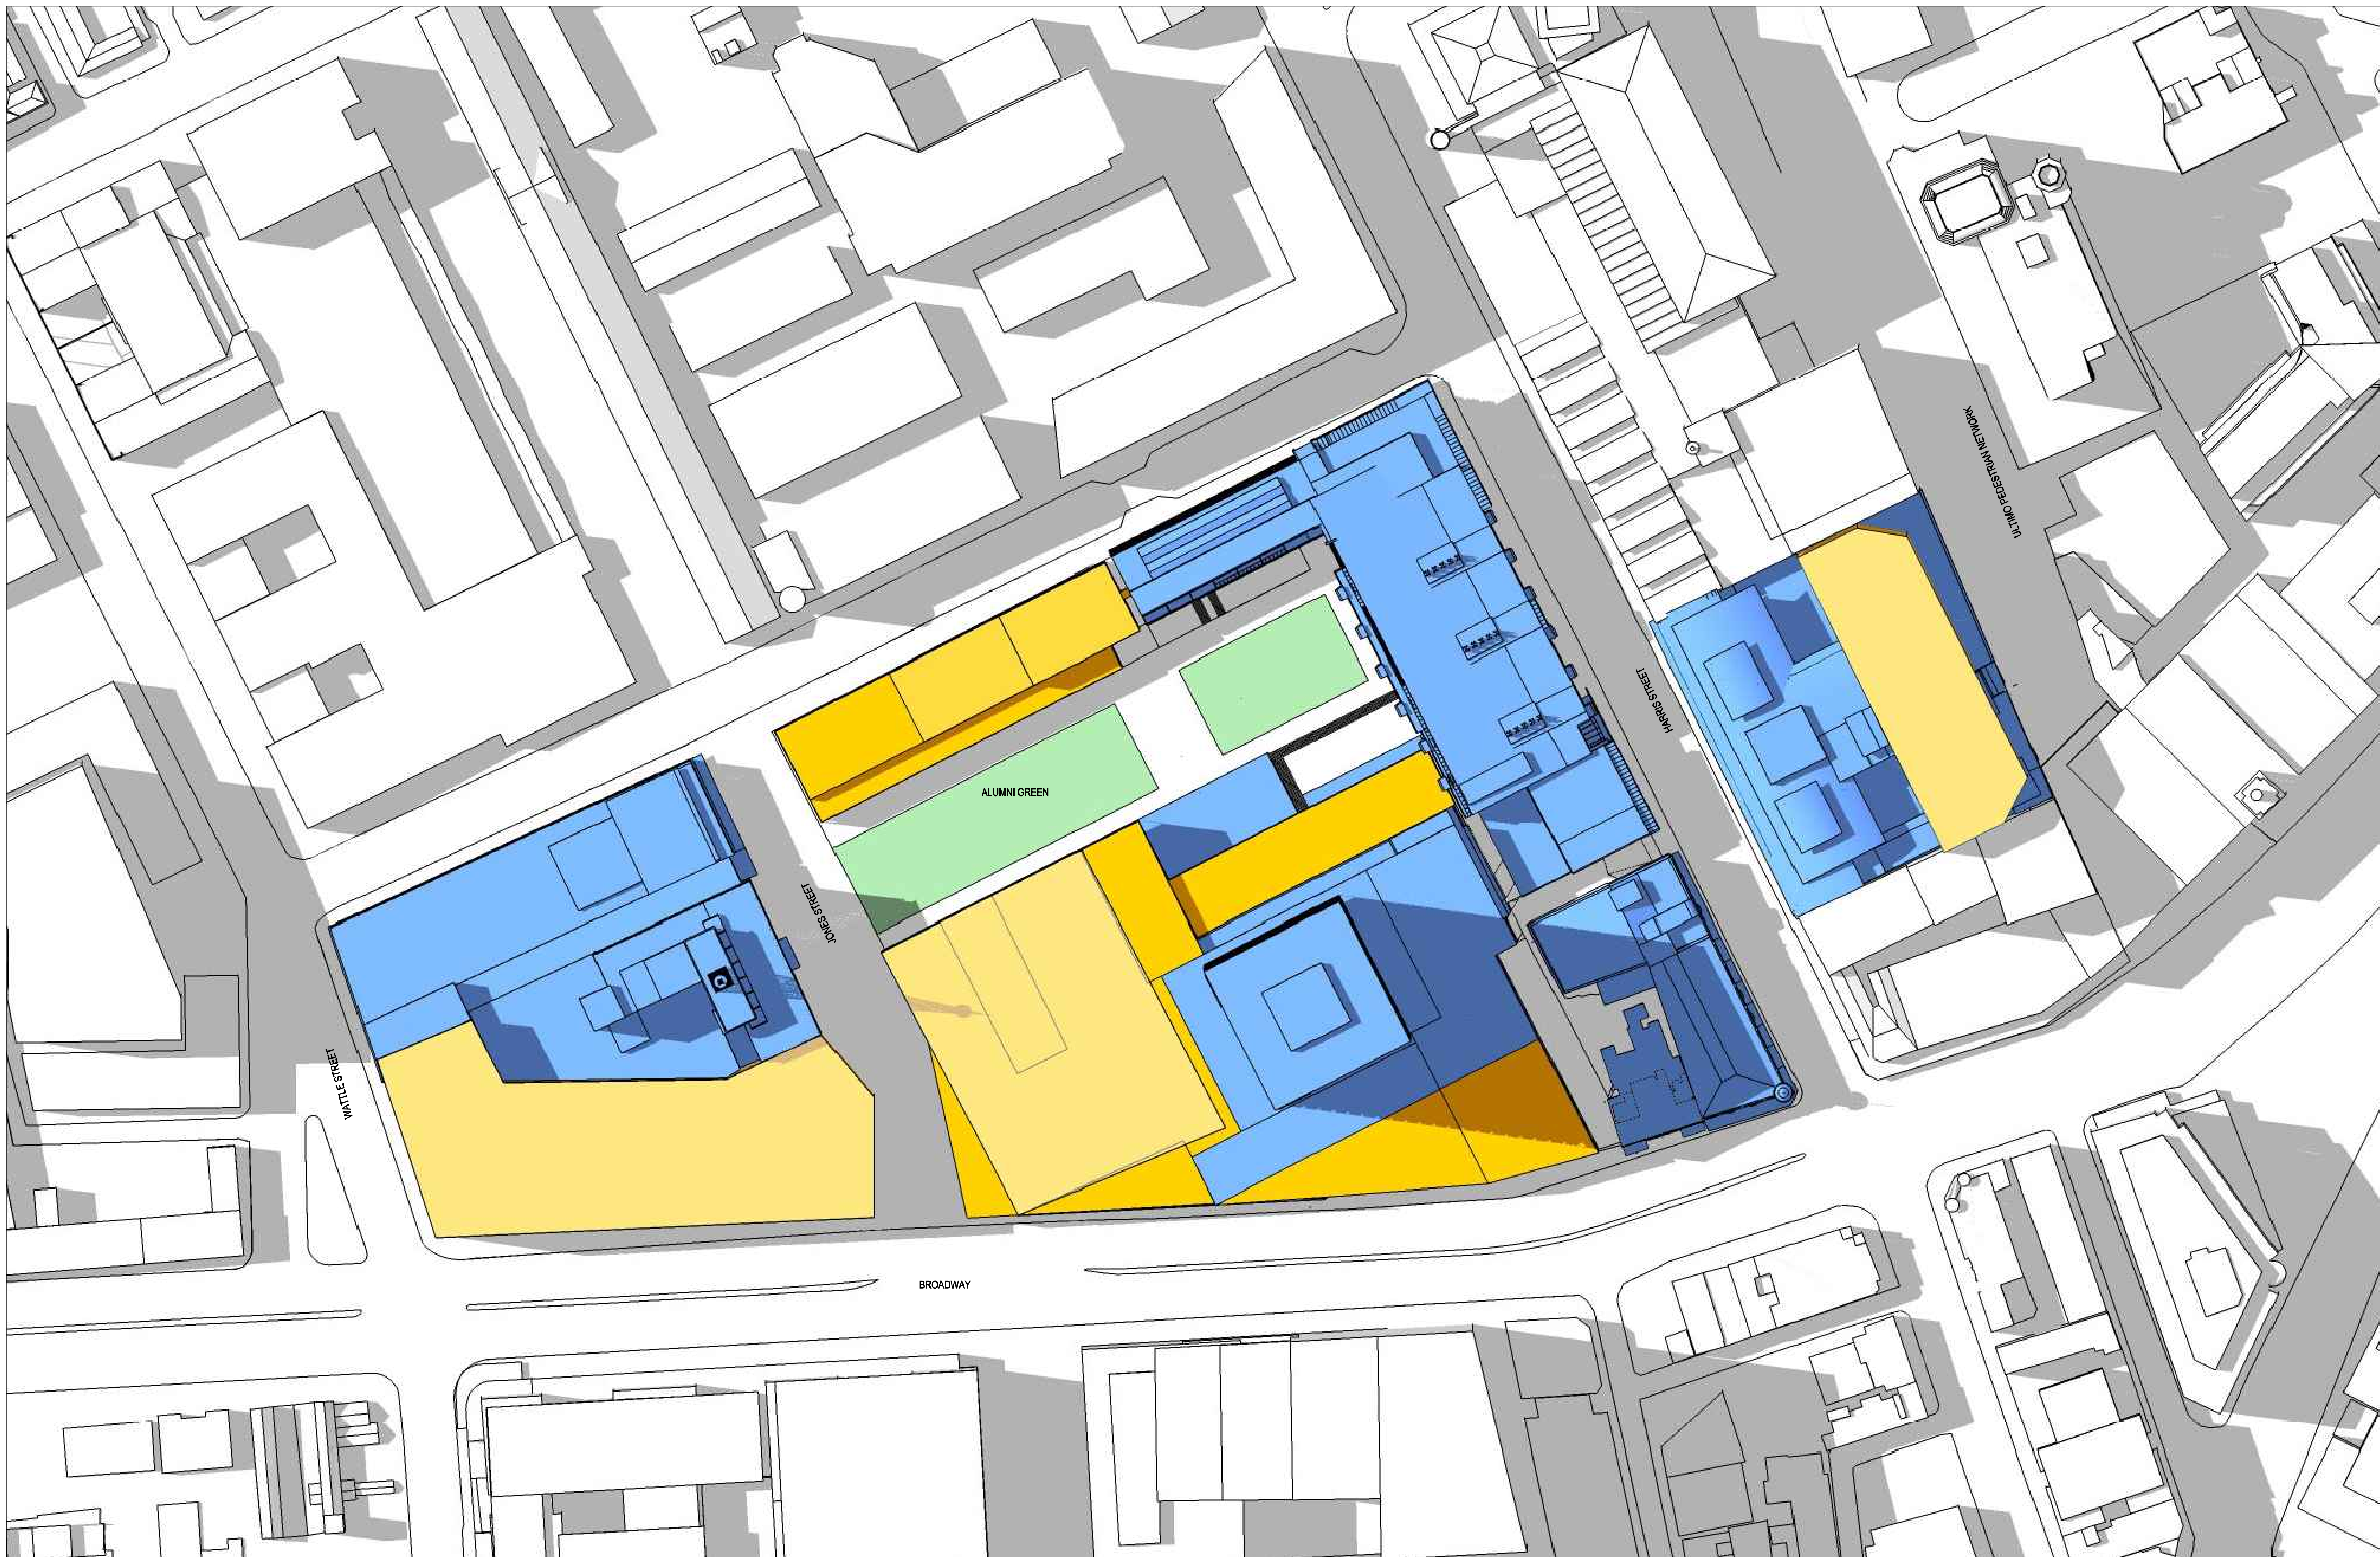 ULTIMO PEDESTRIAN NETWORK
HARRIS STREET
ALUMNI GREEN
JONES STREET
WATTLE STREET
BROADWAY